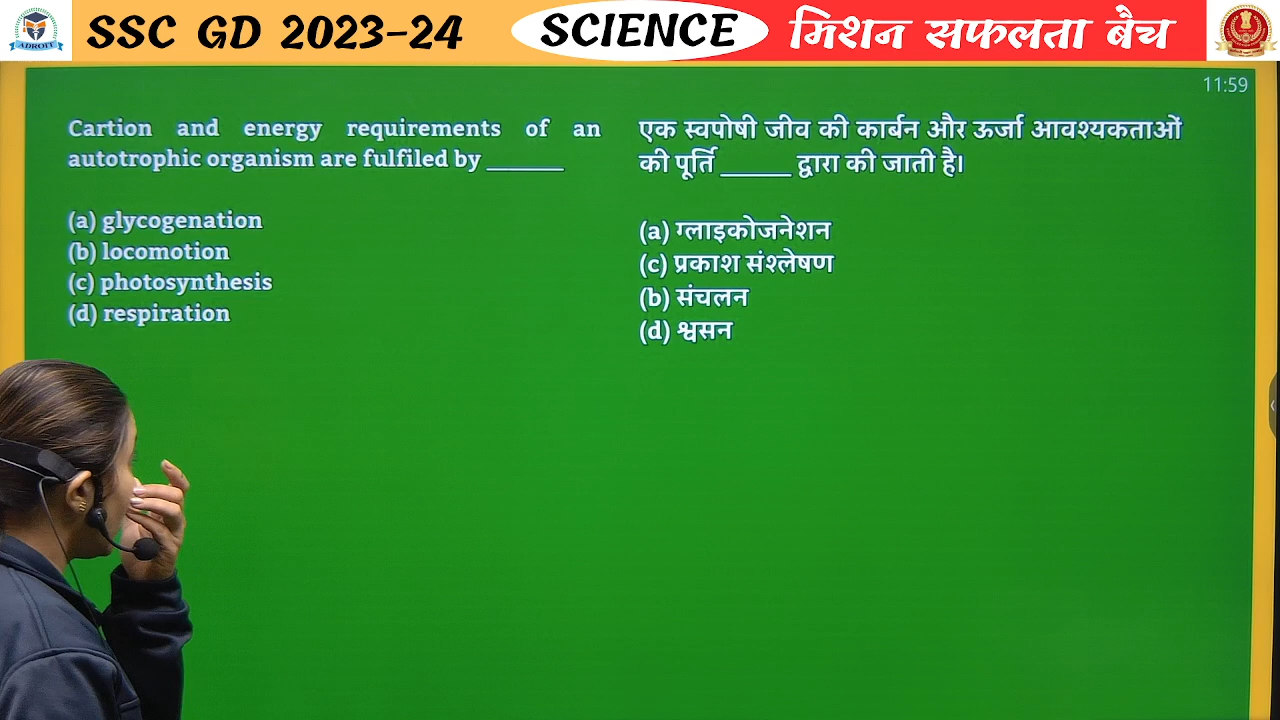 SSC GD 2023-24
SCIENCE
मिशन सफलता बैच
ADROIT
11:59
Cartion and energy requirements of an
autotrophic organism are fulfiled by ______
(a) glycogenation
(b) locomotion
(c) photosynthesis
(d) respiration
एक स्वपोषी जीव की कार्बन और ऊर्जा आवश्यकताओं
की पूर्ति ______ द्वारा की जाती है।
(a) ग्लाइकोजनेशन
(c) प्रकाश संश्लेषण
(b) संचलन
(d) श्वसन